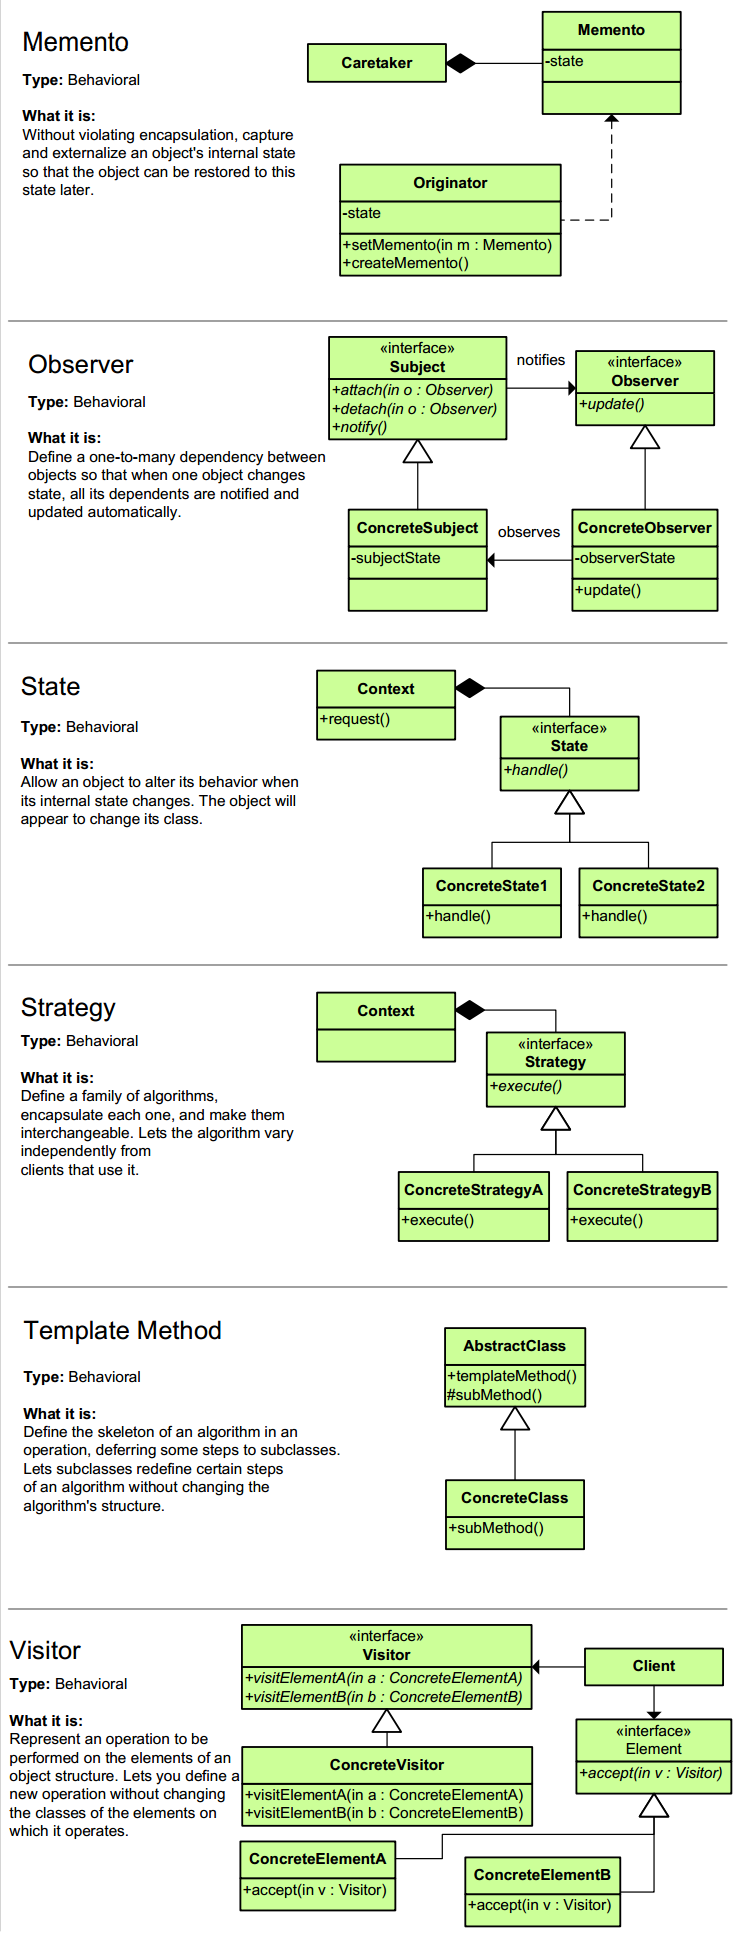 Memento
Type: Behavioral
What it is:
Without violating encapsulation, capture
and externalize an object's internal state
so that the object can be restored to this
state later.
Caretaker
Memento
-state
Originator
-state
+setMemento(in m : Memento)
+createMemento()
Observer
Type: Behavioral
What it is:
Define a one-to-many dependency between
objects so that when one object changes
state, all its dependents are notified and
updated automatically.
«interface»
Subject
+attach(in o : Observer)
+detach(in o : Observer)
+notify()
notifies
«interface»
Observer
+update()
ConcreteSubject
-subjectState
observes
ConcreteObserver
-observerState
+update()
State
Type: Behavioral
What it is:
Allow an object to alter its behavior when
its internal state changes. The object will
appear to change its class.
Context
+request()
«interface»
State
+handle()
ConcreteState1
+handle()
ConcreteState2
+handle()
Strategy
Type: Behavioral
What it is:
Define a family of algorithms,
encapsulate each one, and make them
interchangeable. Lets the algorithm vary
independently from
clients that use it.
Context
«interface»
Strategy
+execute()
ConcreteStrategyA
+execute()
ConcreteStrategyB
+execute()
Template Method
Type: Behavioral
What it is:
Define the skeleton of an algorithm in an
operation, deferring some steps to subclasses.
Lets subclasses redefine certain steps
of an algorithm without changing the
algorithm's structure.
AbstractClass
+templateMethod()
#subMethod()
ConcreteClass
+subMethod()
Visitor
Type: Behavioral
What it is:
Represent an operation to be
performed on the elements of an
object structure. Lets you define a
new operation without changing
the classes of the elements on
which it operates.
«interface»
Visitor
+visitElementA(in a : ConcreteElementA)
+visitElementB(in b : ConcreteElementB)
Client
«interface»
Element
+accept(in v : Visitor)
ConcreteVisitor
+visitElementA(in a : ConcreteElementA)
+visitElementB(in b : ConcreteElementB)
ConcreteElementA
+accept(in v : Visitor)
ConcreteElementB
+accept(in v : Visitor)